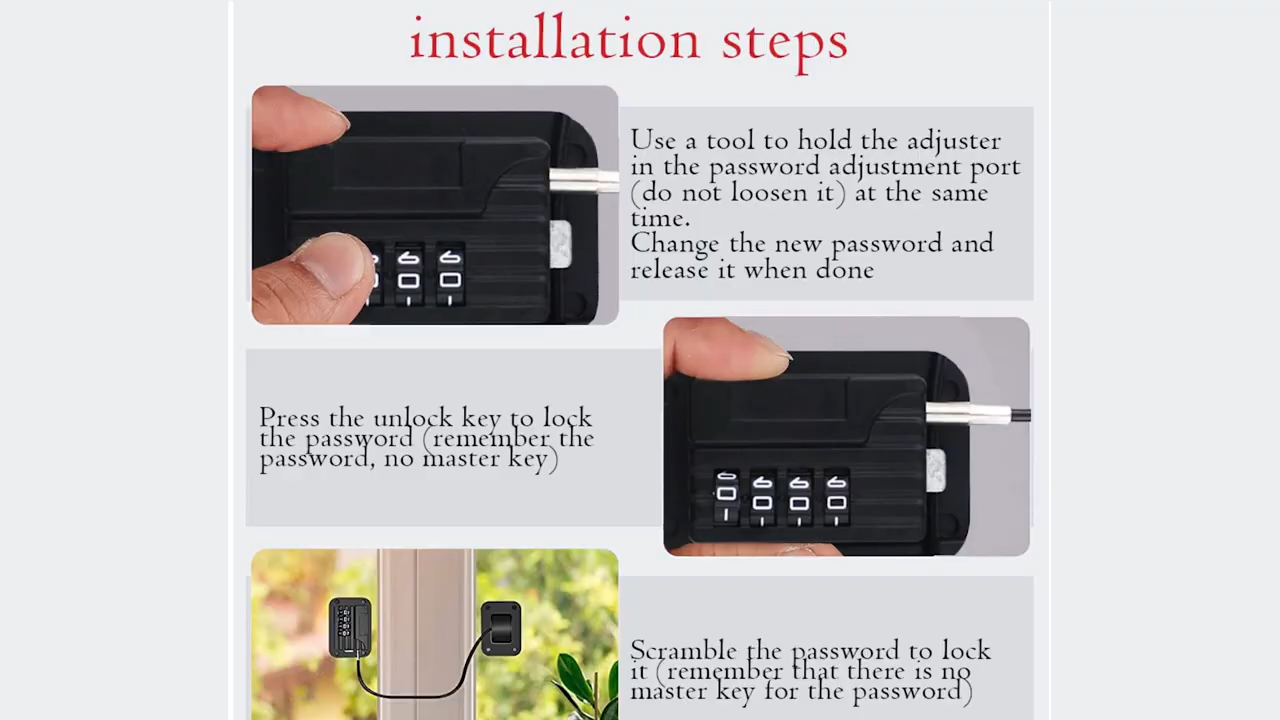 installation steps
Use a tool to hold the adjuster
in the password adjustment port
(do not loosen it) at the same
time.
Change the new password and
release it when done
Press the unlock key to lock
the password (remember the
password, no master key)
Scramble the password to lock
it (remember that there is no
master key for the password)